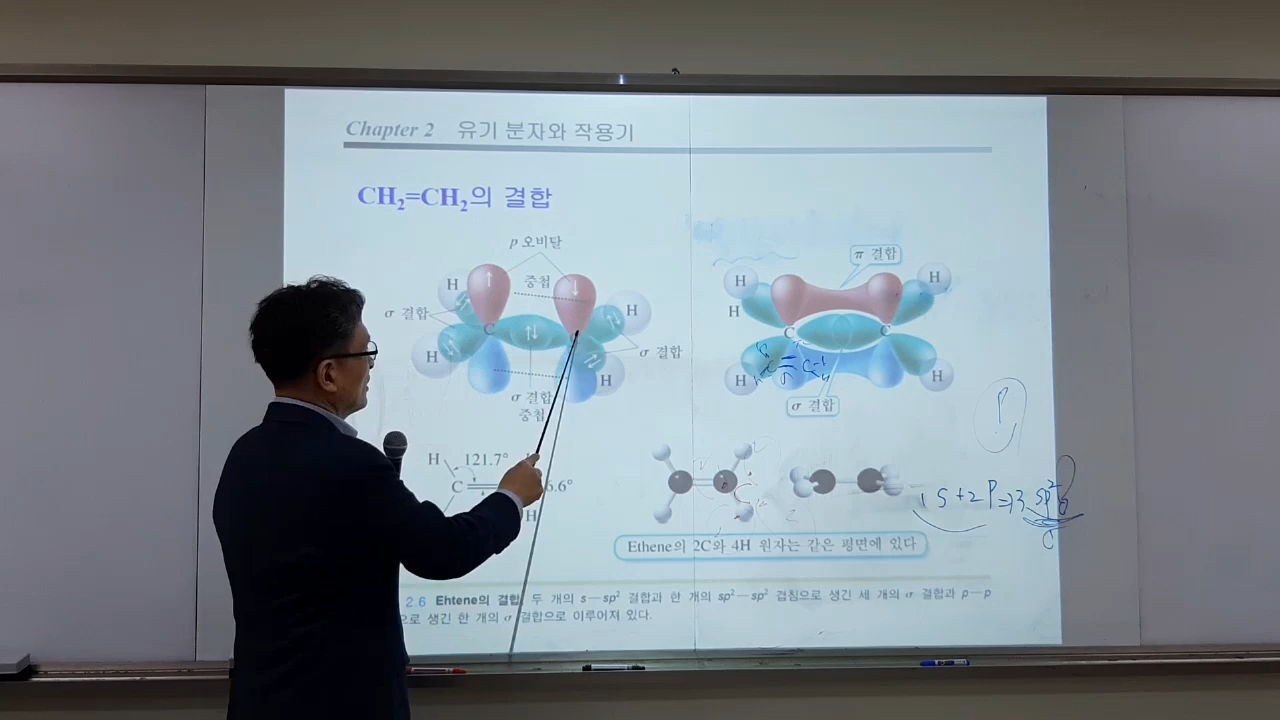 Chapter 2 유기 분자와 작용기
CH₂=CH₂의 결합
p 오비탈
중첩
H
H
σ 결합
C
H
H
σ 결합
σ 결합
중첩
π 결합
H
H
H
C
C
H
H
σ 결합
H
121.7°
C
6.6°
H
Ethene의 2C와 4H 원자는 같은 평면에 있다
P
1S+2P=>3 sp²
2.6 Ehtene의 결합 두 개의 s—sp² 결합과 한 개의 sp²—sp² 겹침으로 생긴 세 개의 σ 결합과 p—p
으로 생긴 한 개의 σ 결합으로 이루어져 있다.